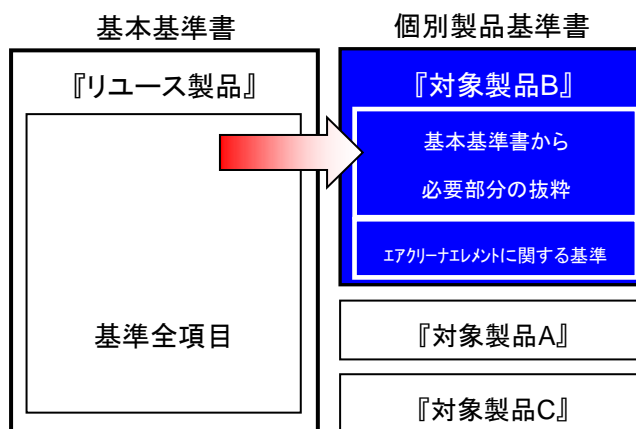 基本基準書
『リユース製品』
基準全項目
個別製品基準書
『対象製品B』
基本基準書から
必要部分の抜粋
エアクリーナエレメントに関する基準
『対象製品A』
『対象製品C』